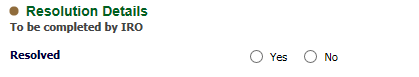 Resolution Details
To be completed by IRO
Resolved Yes No